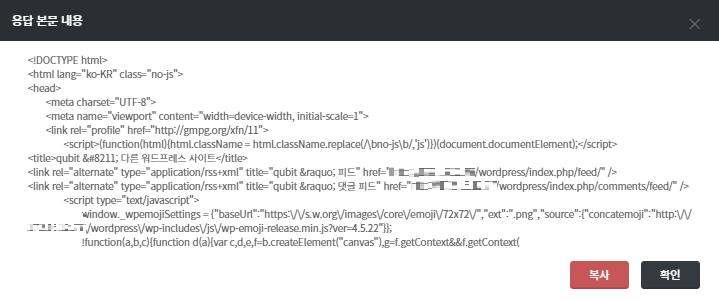 응답 본문 내용
<!DOCTYPE html>
<html lang="ko-KR" class="no-js">
<head>
<meta charset="UTF-8">
<meta name="viewport" content="width=device-width, initial-scale=1">
<link rel="profile" href="http://gmpg.org/xfn/11">
<script>(function(html){html.className = html.className.replace(/\bno-js\b/,'js')})(document.documentElement);</script>
<title>qubit &#8211; 다른 워드프레스 사이트</title>
<link rel="alternate" type="application/rss+xml" title="qubit &raquo; 피드" href="/wordpress/index.php/feed/" />
<link rel="alternate" type="application/rss+xml" title="qubit &raquo; 댓글 피드" href="/wordpress/index.php/comments/feed/" />
<script type="text/javascript">
window._wpemojiSettings = {"baseUrl":"https:\/\/s.w.org\/images\/core\/emoji\/72x72\/","ext":".png","source":{"concatemoji":"http:\/\/
/wordpress\/wp-includes\/js\/wp-emoji-release.min.js?ver=4.5.22"}};
!function(a,b,c){function d(a){var c,d,e,f=b.createElement("canvas"),g=f.getContext&&f.getContext(
복사 확인